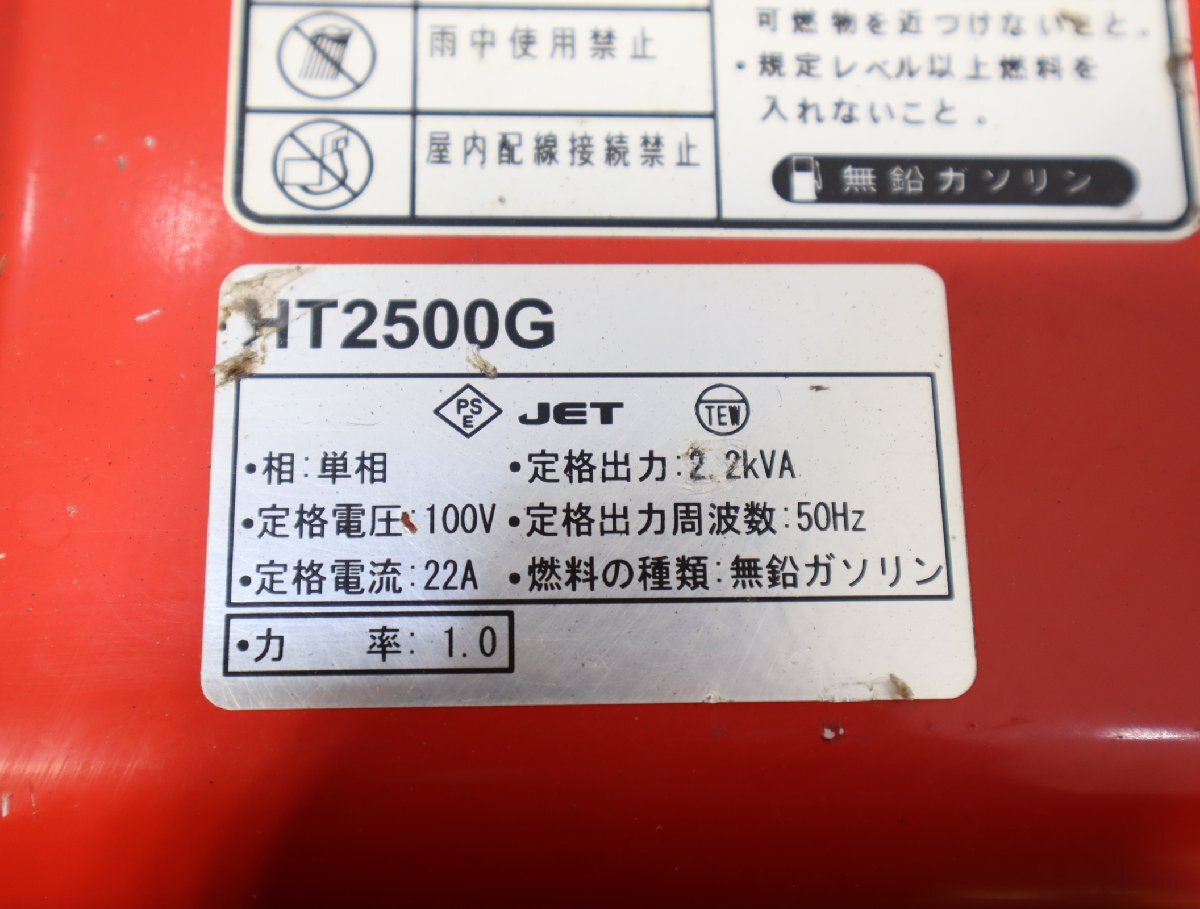 雨中使用禁止
屋内配線接続禁止
可燃物を近づけないこと。
・規定レベル以上燃料を
入れないこと。
無鉛ガソリン
HT2500G
PS
E
JET
TEW
•相:単相 •定格出力:2.2kVA
•定格電圧:100V •定格出力周波数:50Hz
•定格電流:22A •燃料の種類:無鉛ガソリン
•力 率: 1.0